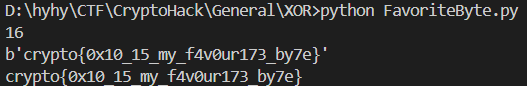 D:\hyhy\CTF\CryptoHack\General\XOR>python FavoriteByte.py
16
b'crypto{0x10_15_my_f4v0ur173_by7e}'
crypto{0x10_15_my_f4v0ur173_by7e}